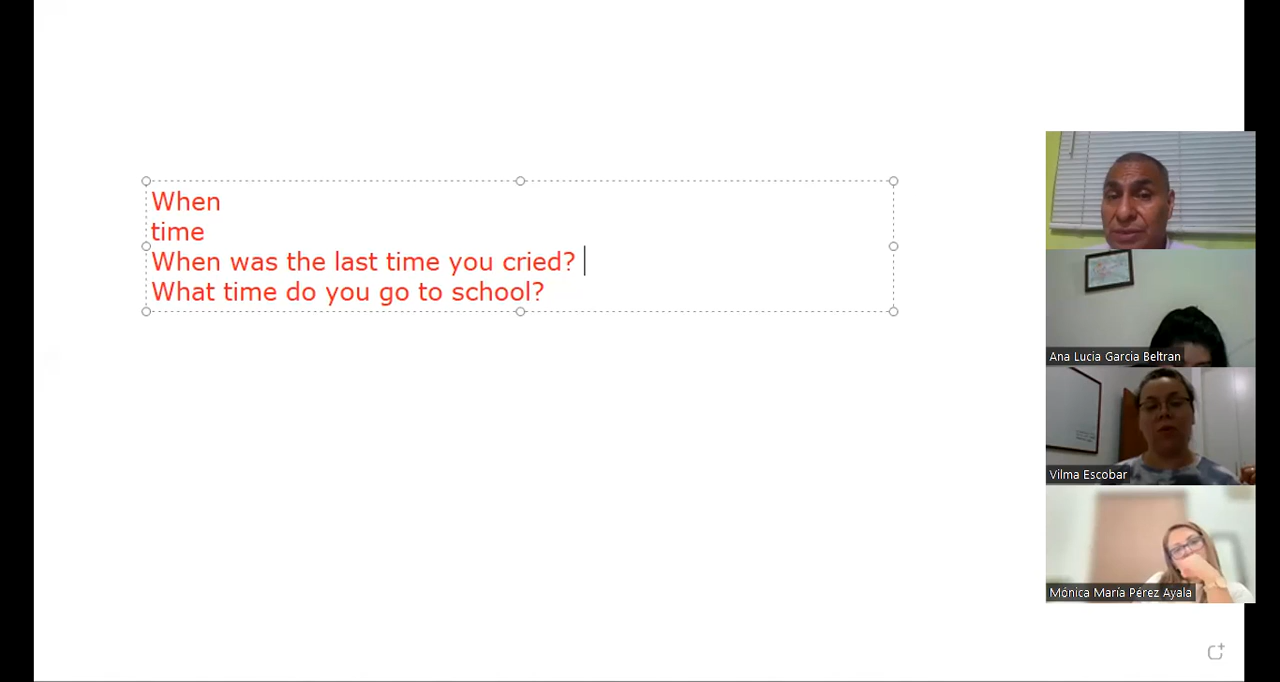 When
time
When was the last time you cried?
What time do you go to school?
Ana Lucia Garcia Beltran
Vilma Escobar
Mónica María Pérez Ayala